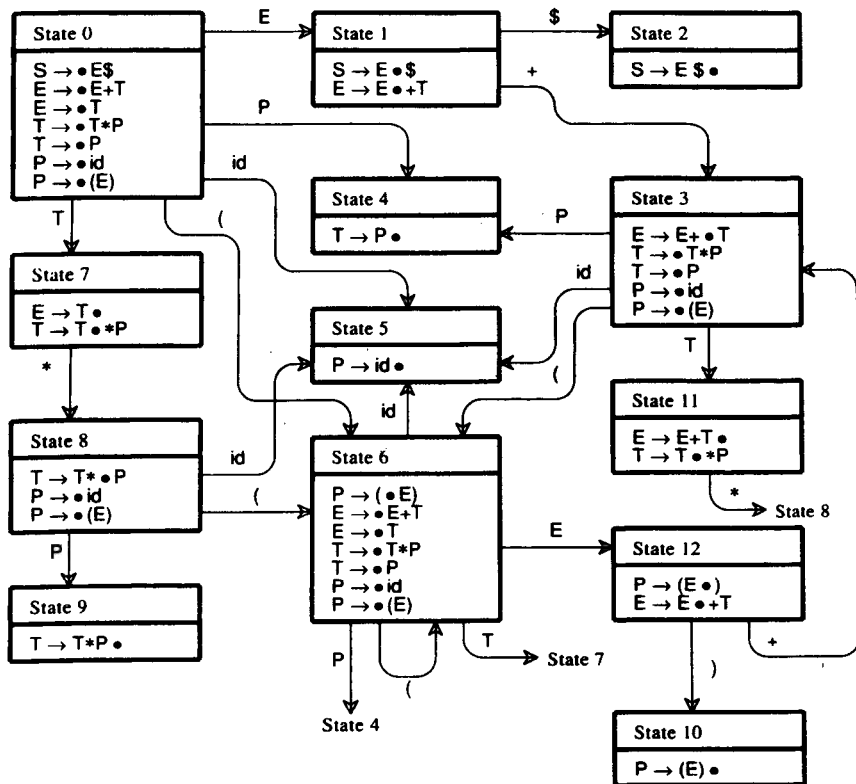 State 0
S → • E$
E → • E+T
E → • T
T → • T*P
T → • P
P → • id
P → • (E)
E
State 1
S → E • $
E → E • +T
$
State 2
S → E $ •
+
P
id
(
T
State 4
T → P •
P
State 3
E → E+ • T
T → • T*P
T → • P
P → • id
P → • (E)
id
(
T
State 7
E → T •
T → T • *P
*
State 5
P → id •
id
State 11
E → E+T •
T → T • *P
*
State 8
State 8
T → T* • P
P → • id
P → • (E)
id
(
P
State 6
P → ( • E)
E → • E+T
E → • T
T → • T*P
T → • P
P → • id
P → • (E)
E
State 12
P → (E • )
E → E • +T
State 9
T → T*P •
P
(
T
State 7
State 4
)
+
State 10
P → (E) •